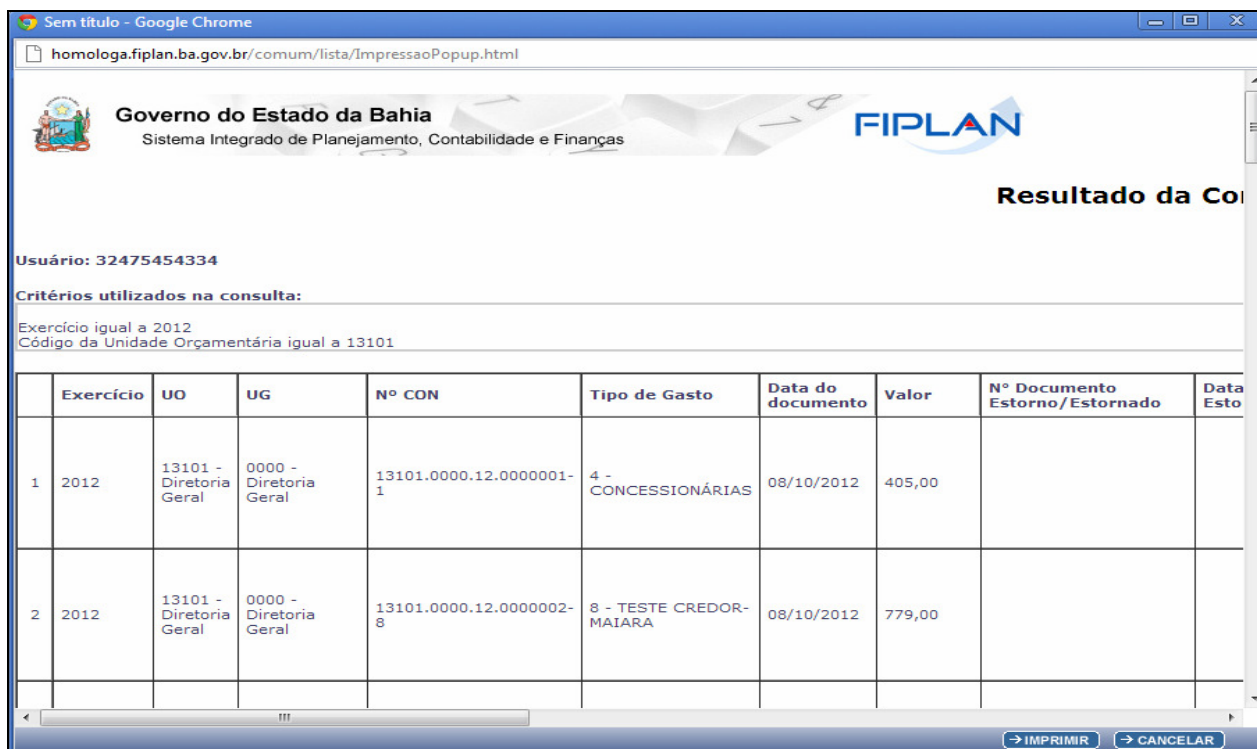 Sem título - Google Chrome
homologa.fiplan.ba.gov.br/comum/lista/ImpressaoPopup.html
Governo do Estado da Bahia
Sistema Integrado de Planejamento, Contabilidade e Finanças
FIPLAN
Resultado da Co
Usuário: 32475454334
Critérios utilizados na consulta:
Exercício igual a 2012
Código da Unidade Orçamentária igual a 13101
Exercício UO UG Nº CON Tipo de Gasto Data do documento Valor Nº Documento Estorno/Estornado Data Esto
1 2012 13101 - Diretoria Geral 0000 - Diretoria Geral 13101.0000.12.0000001-1 4 - CONCESSIONÁRIAS 08/10/2012 405,00
2 2012 13101 - Diretoria Geral 0000 - Diretoria Geral 13101.0000.12.0000002-8 8 - TESTE CREDOR-MAIARA 08/10/2012 779,00
IMPRIMIR CANCELAR